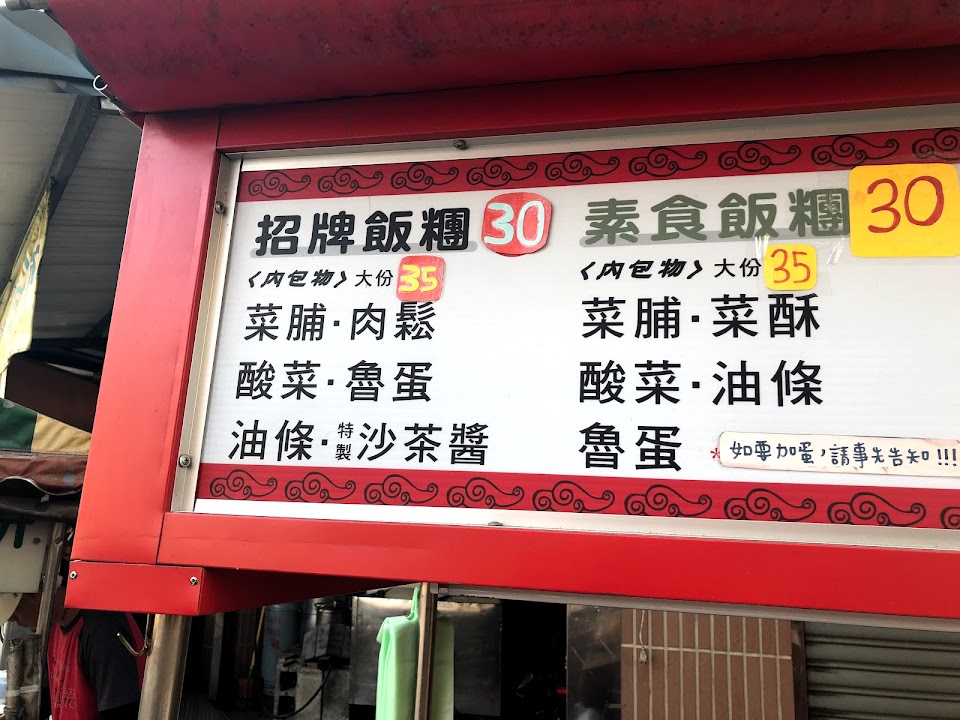 招牌飯糰 30
〈內包物〉大份 35
菜脯·肉鬆
酸菜·魯蛋
油條·特製沙茶醬
素食飯糰 30
〈內包物〉大份 35
菜脯·菜酥
酸菜·油條
魯蛋
*如要加蛋,請事先告知!!!